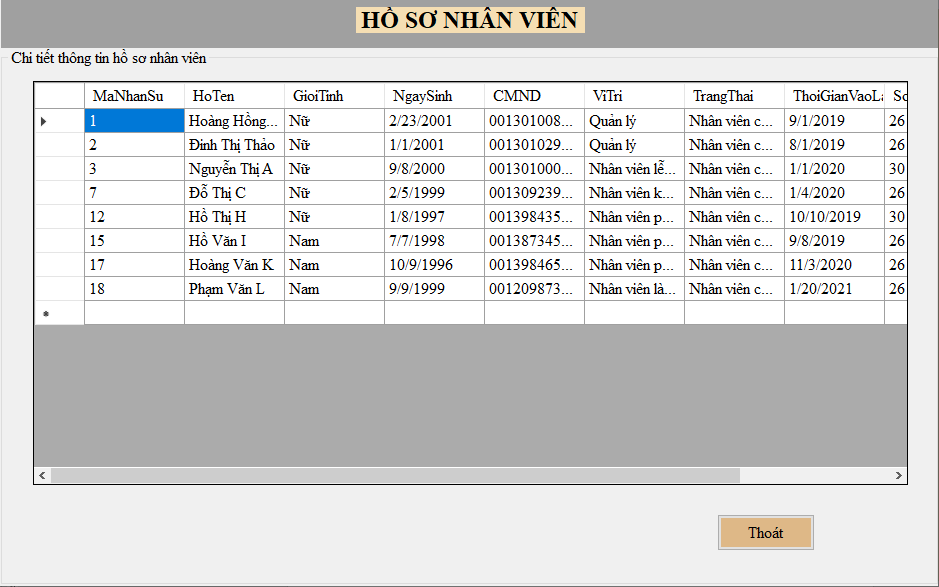 HỒ SƠ NHÂN VIÊN
Chi tiết thông tin hồ sơ nhân viên
MaNhanSu HoTen GioiTinh NgaySinh CMND ViTri TrangThai ThoiGianVaoLa Sc
1 Hoàng Hồng... Nữ 2/23/2001 001301008... Quản lý Nhân viên c... 9/1/2019 26
2 Đinh Thị Thảo Nữ 1/1/2001 001301029... Quản lý Nhân viên c... 8/1/2019 26
3 Nguyễn Thị A Nữ 9/8/2000 001301000... Nhân viên lễ... Nhân viên c... 1/1/2020 30
7 Đỗ Thị C Nữ 2/5/1999 001309239... Nhân viên k... Nhân viên c... 1/4/2020 26
12 Hồ Thị H Nữ 1/8/1997 001398435... Nhân viên p... Nhân viên c... 10/10/2019 30
15 Hồ Văn I Nam 7/7/1998 001387345... Nhân viên p... Nhân viên c... 9/8/2019 26
17 Hoàng Văn K Nam 10/9/1996 001398465... Nhân viên p... Nhân viên c... 11/3/2020 26
18 Phạm Văn L Nam 9/9/1999 001209873... Nhân viên là... Nhân viên c... 1/20/2021 26
Thoát